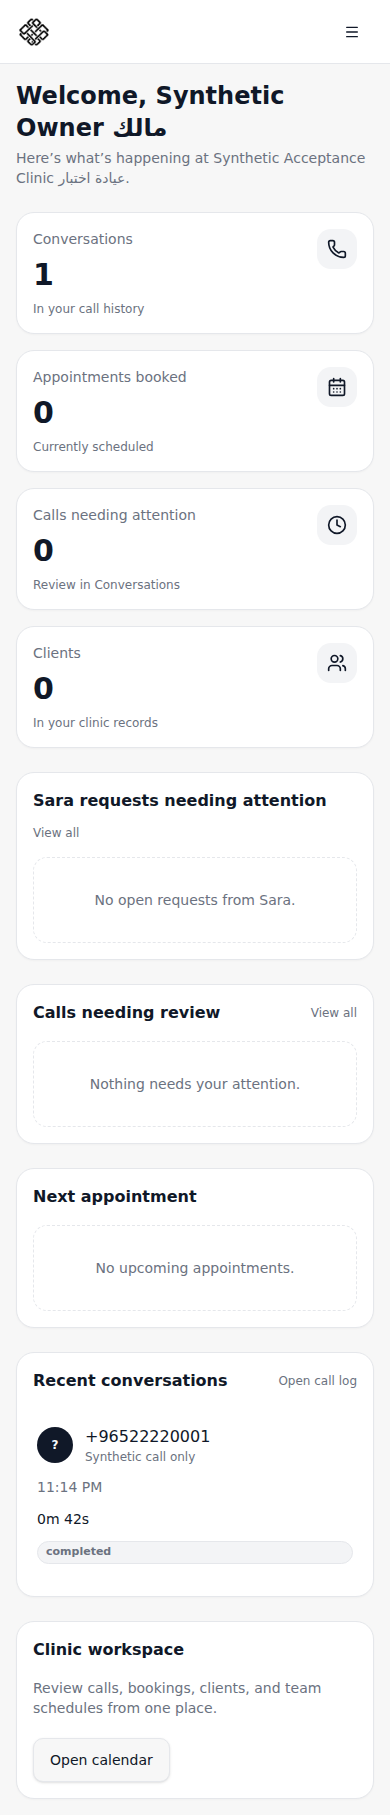 Welcome, Synthetic
Owner مالك
Here’s what’s happening at Synthetic Acceptance
Clinic عيادة اختبار.
Conversations
1
In your call history
Appointments booked
0
Currently scheduled
Calls needing attention
0
Review in Conversations
Clients
0
In your clinic records
Sara requests needing attention
View all
No open requests from Sara.
Calls needing review
View all
Nothing needs your attention.
Next appointment
No upcoming appointments.
Recent conversations
Open call log
?
+96522220001
Synthetic call only
11:14 PM
0m 42s
completed
Clinic workspace
Review calls, bookings, clients, and team
schedules from one place.
Open calendar